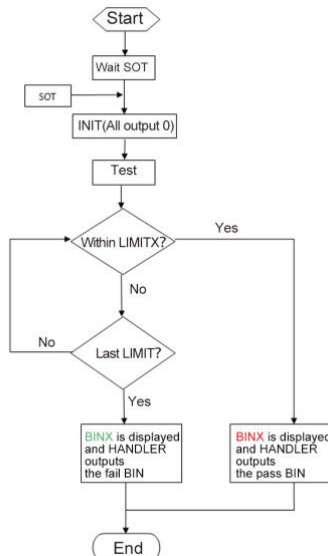 Start
Wait SOT
SOT
INIT(All output 0)
Test
Within LIMITX?
Yes
No
No
Last LIMIT?
Yes
BINX is displayed
and HANDLER
outputs
the fail BIN
BINX is displayed
and HANDLER
outputs
the pass BIN
End